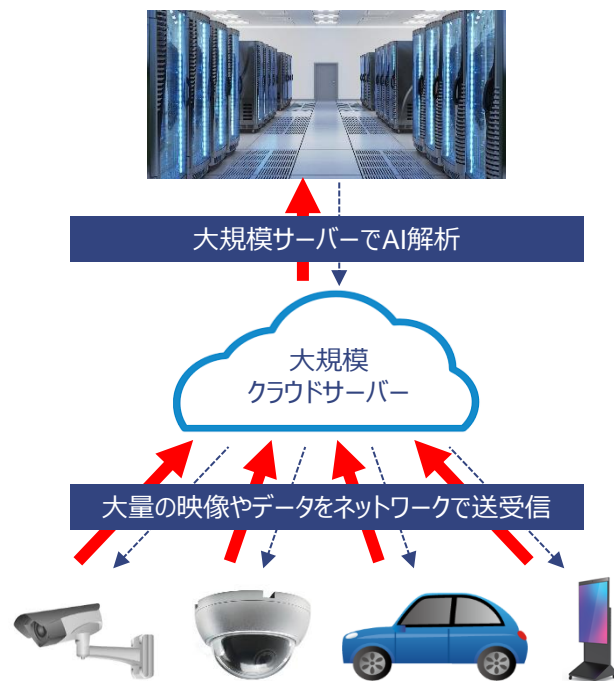 大規模サーバーでAI解析
大規模
クラウドサーバー
大量の映像やデータをネットワークで送受信